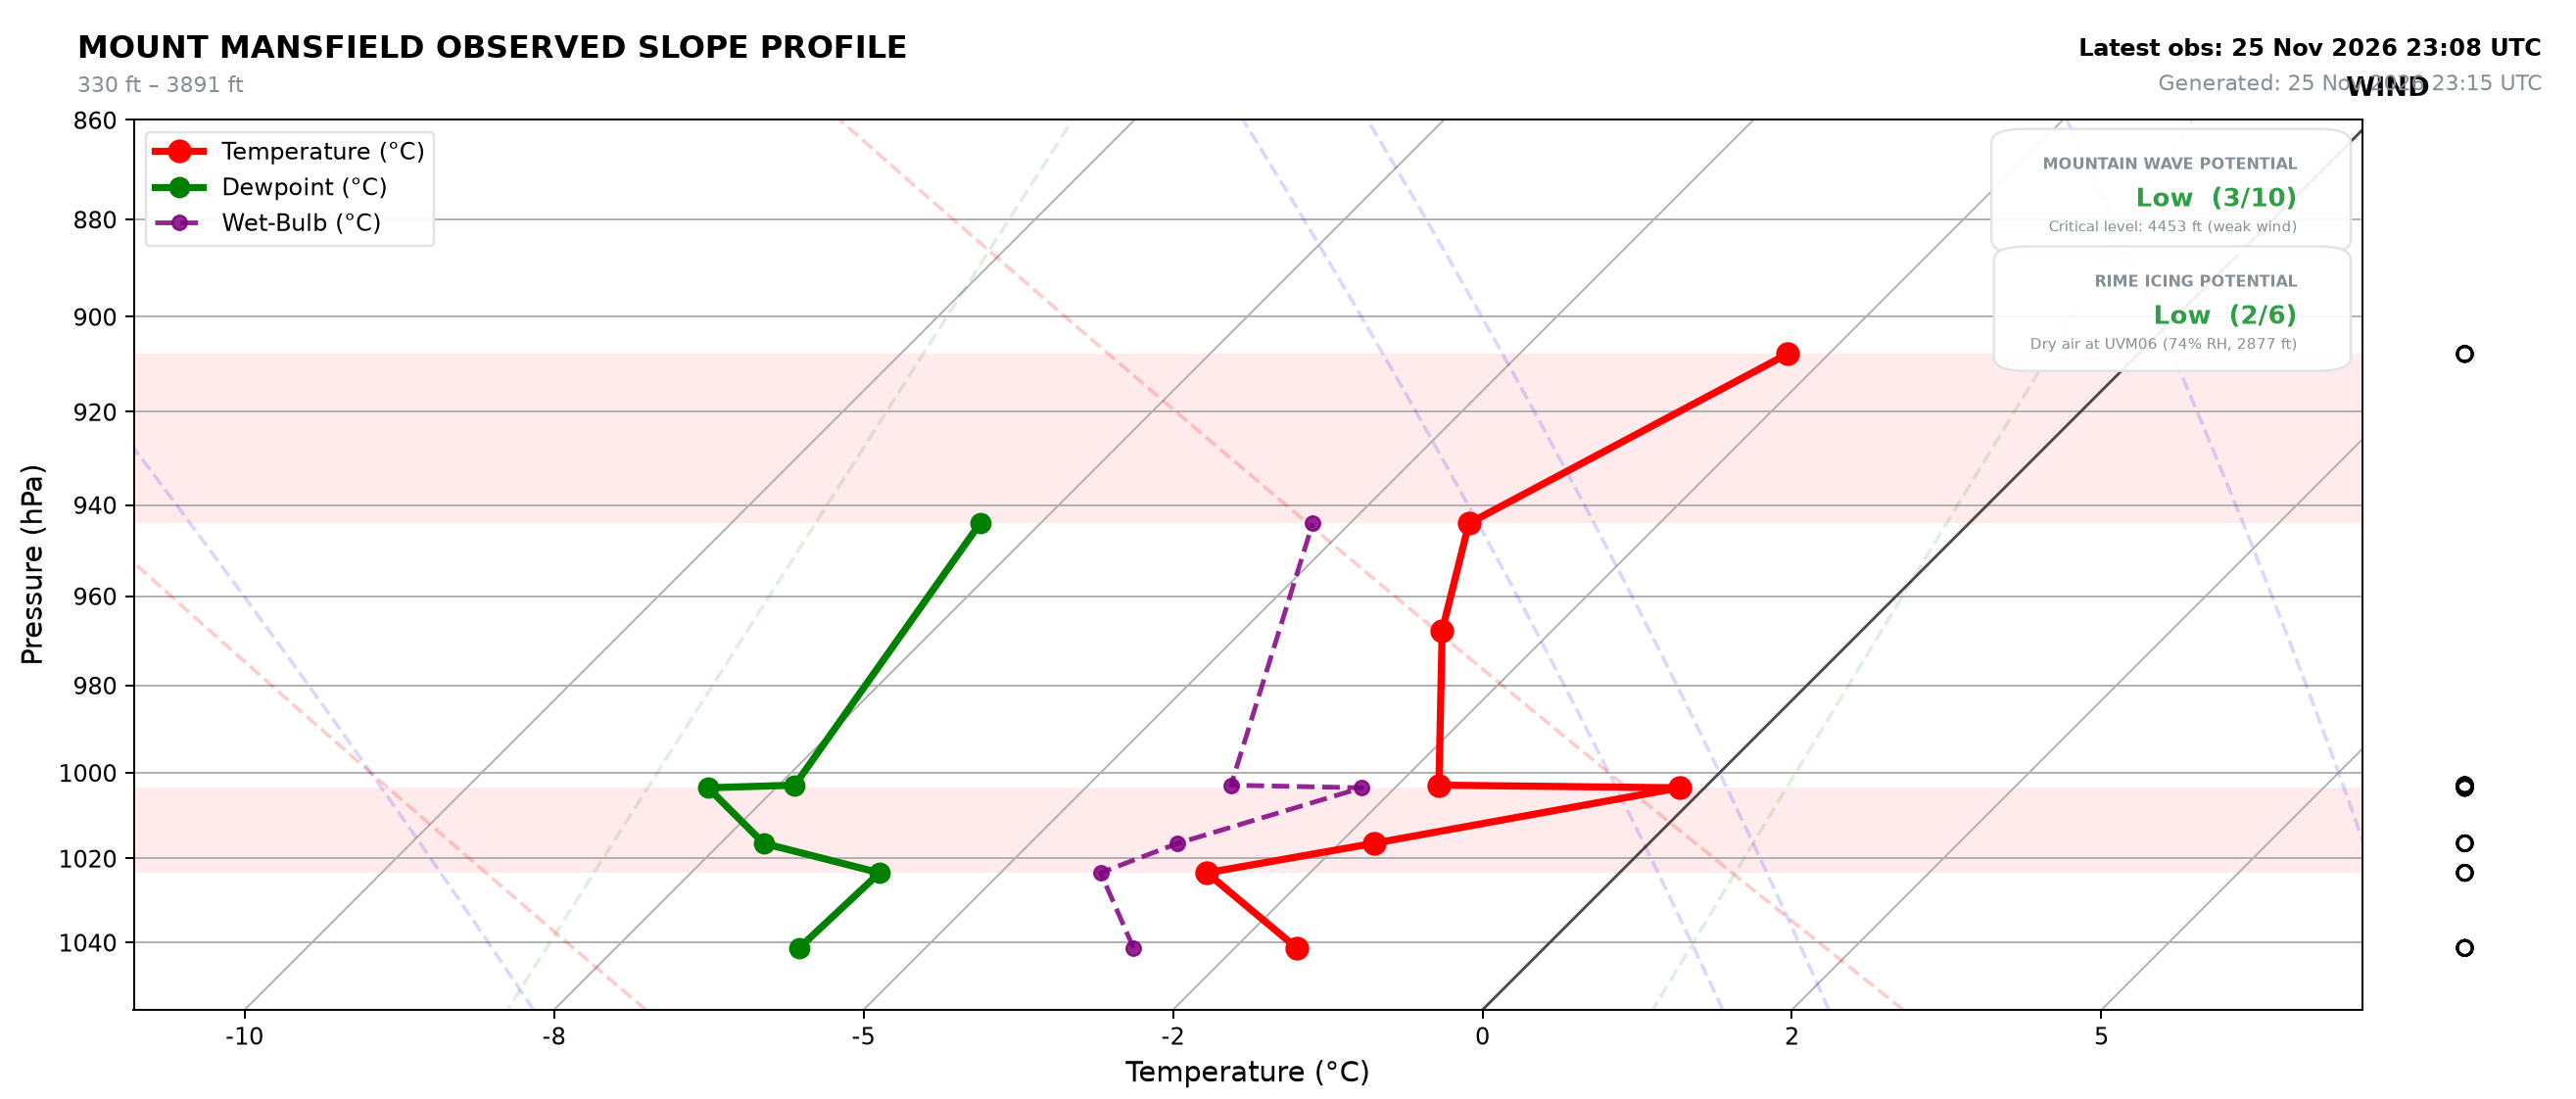 MOUNT MANSFIELD OBSERVED SLOPE PROFILE
330 ft – 3891 ft
Latest obs: 25 Nov 2026 23:08 UTC
Generated: 25 Nov 2026 23:15 UTC
WIND
Temperature (°C)
Dewpoint (°C)
Wet-Bulb (°C)
MOUNTAIN WAVE POTENTIAL
Low (3/10)
Critical level: 4453 ft (weak wind)
RIME ICING POTENTIAL
Low (2/6)
Dry air at UVM06 (74% RH, 2877 ft)
Pressure (hPa)
860
880
900
920
940
960
980
1000
1020
1040
-10
-8
-5
-2
0
2
5
Temperature (°C)